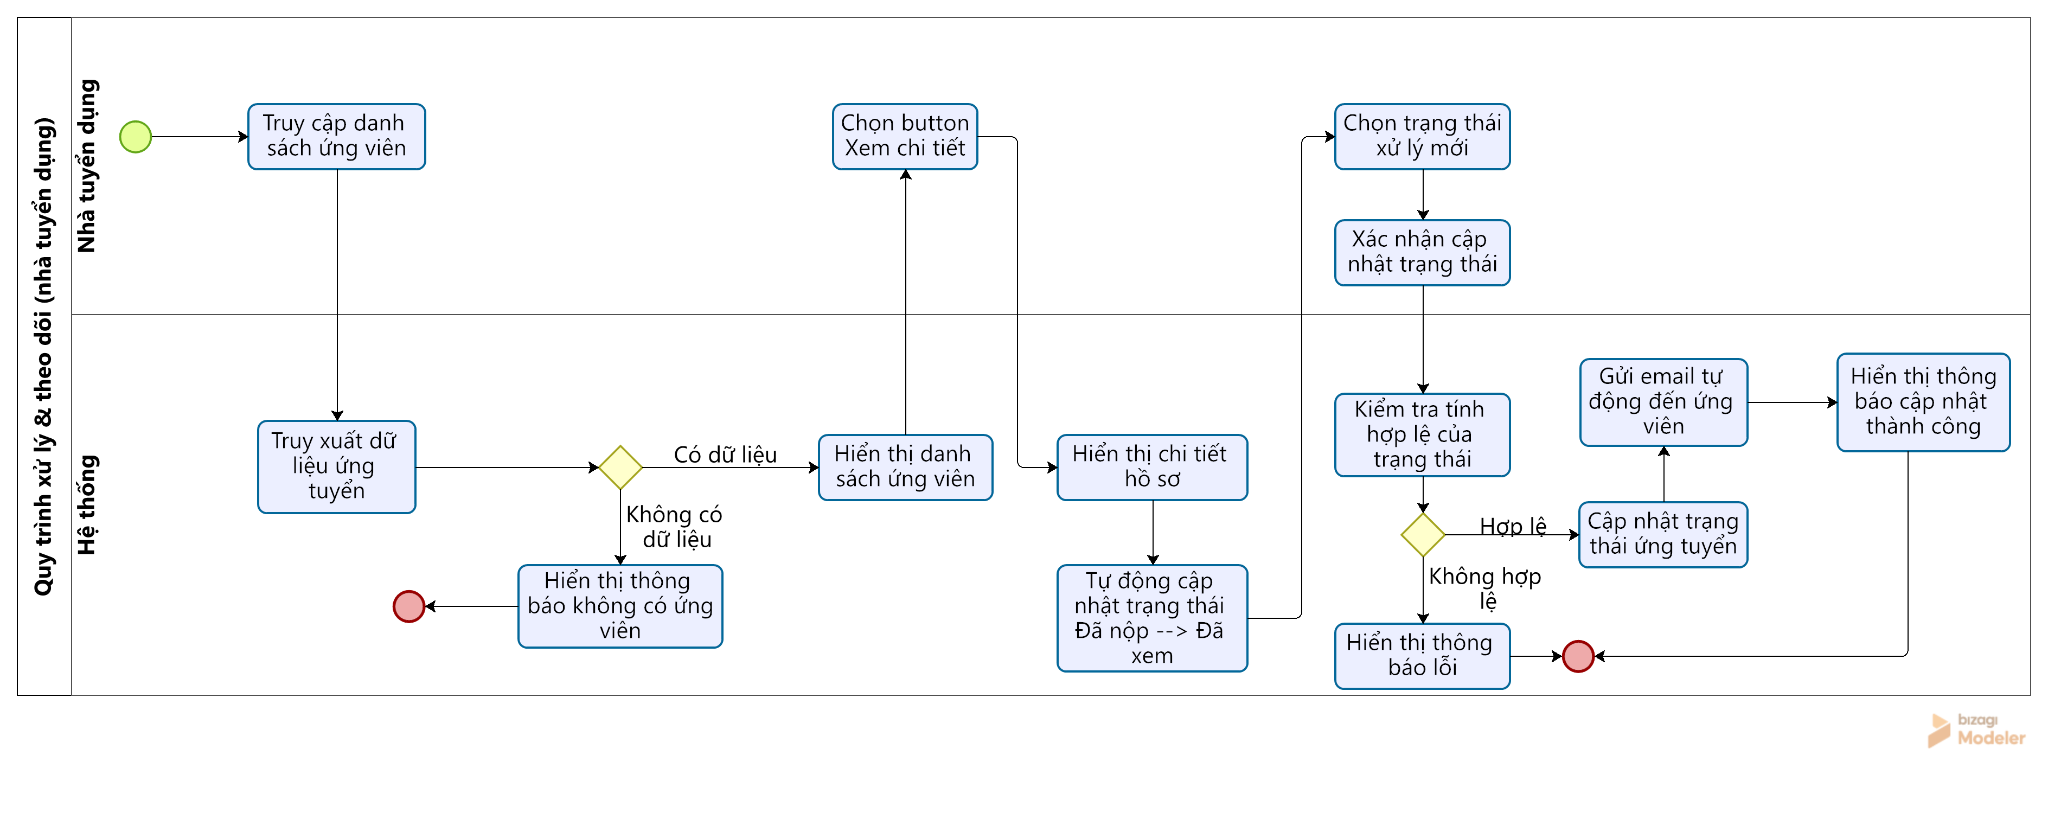 Quy trình xử lý & theo dõi (nhà tuyển dụng)
Nhà tuyển dụng
Truy cập danh
sách ứng viên
Chọn button
Xem chi tiết
Chọn trạng thái
xử lý mới
Xác nhận cập
nhật trạng thái
Hệ thống
Truy xuất dữ
liệu ứng
tuyển
Có dữ liệu
Không có
dữ liệu
Hiển thị thông
báo không có ứng
viên
Hiển thị danh
sách ứng viên
Hiển thị chi tiết
hồ sơ
Tự động cập
nhật trạng thái
Đã nộp --> Đã
xem
Kiểm tra tính
hợp lệ của
trạng thái
Hợp lệ
Không hợp
lệ
Hiển thị thông
báo lỗi
Cập nhật trạng
thái ứng tuyển
Gửi email tự
động đến ứng
viên
Hiển thị thông
báo cập nhật
thành công
bizagi
Modeler